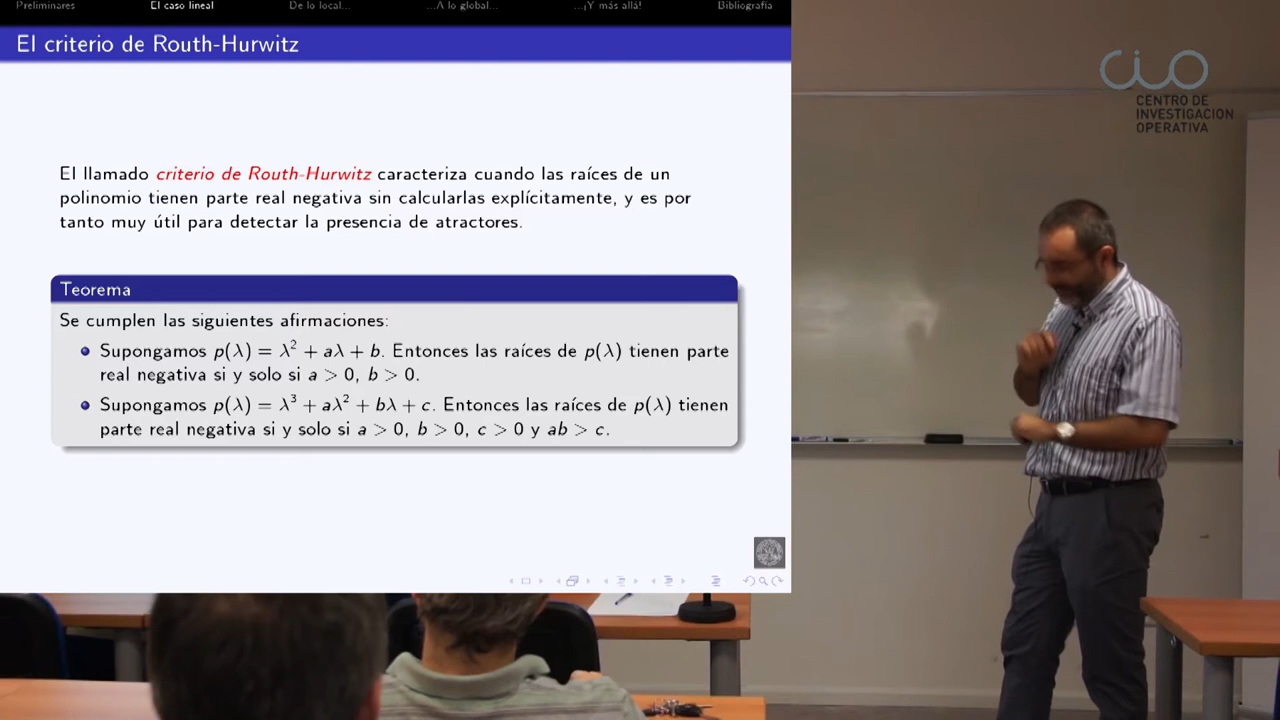 Preliminares El caso lineal De lo local... ...A lo global... ...¡Y más allá! Bibliografía
El criterio de Routh-Hurwitz
El llamado criterio de Routh-Hurwitz caracteriza cuando las raíces de un
polinomio tienen parte real negativa sin calcularlas explícitamente, y es por
tanto muy útil para detectar la presencia de atractores.
Teorema
Se cumplen las siguientes afirmaciones:
Supongamos p(λ) = λ² + aλ + b. Entonces las raíces de p(λ) tienen parte
real negativa si y solo si a > 0, b > 0.
Supongamos p(λ) = λ³ + aλ² + bλ + c. Entonces las raíces de p(λ) tienen
parte real negativa si y solo si a > 0, b > 0, c > 0 y ab > c.
cio
CENTRO DE
INVESTIGACION
OPERATIVA